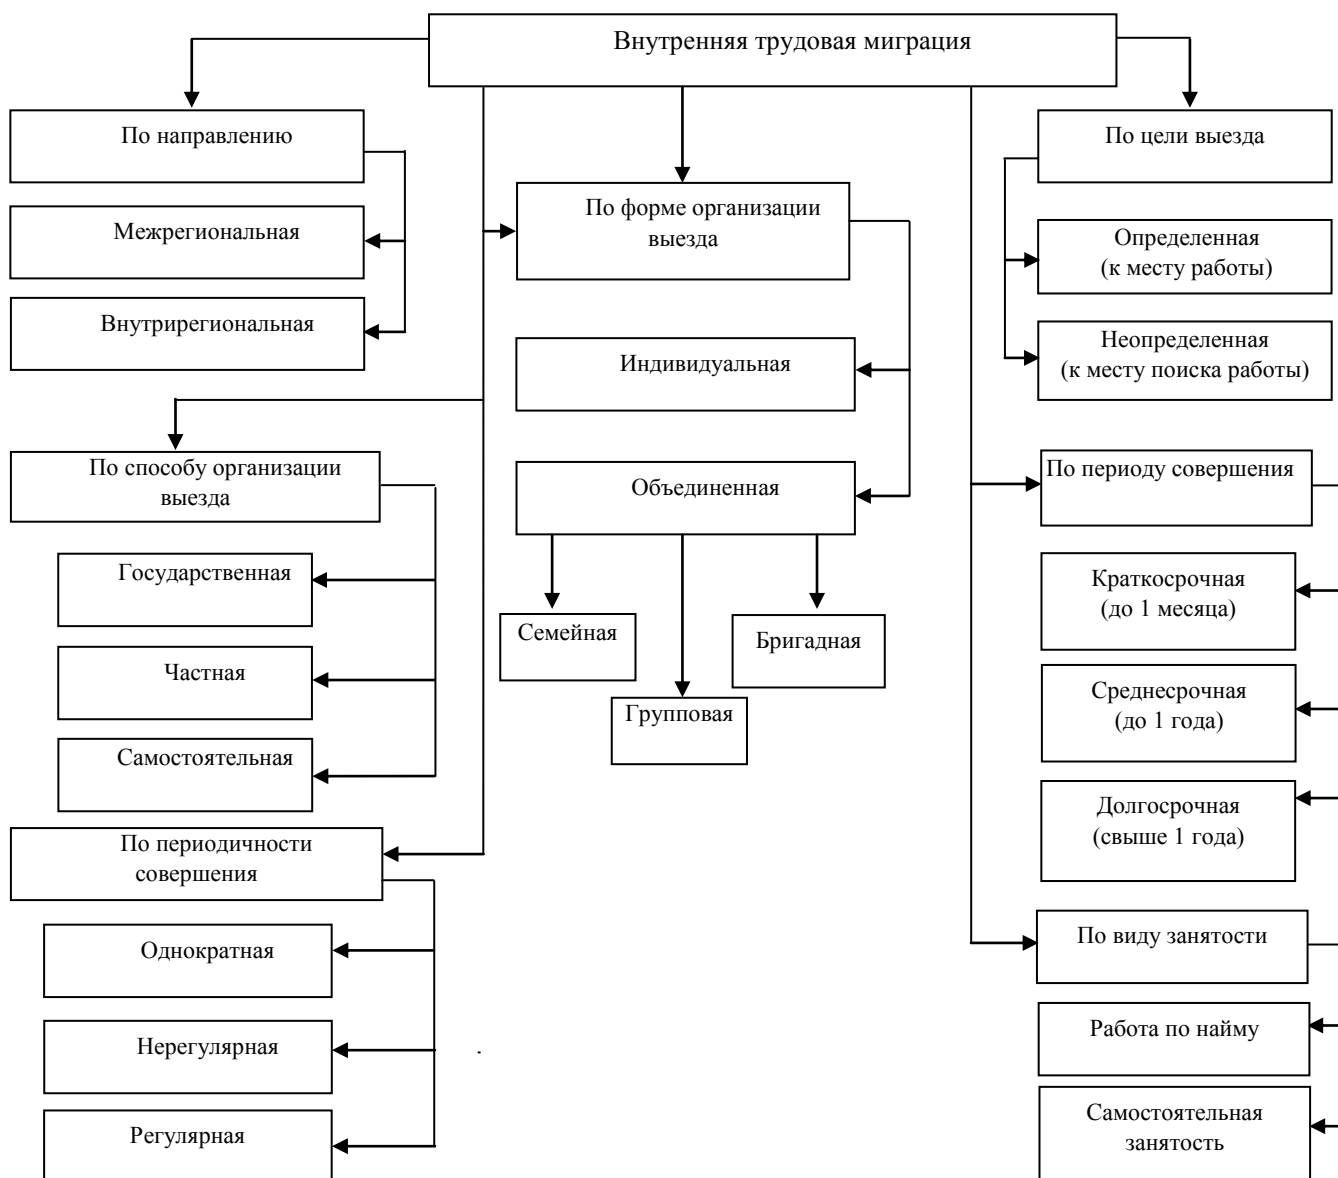 Внутренняя трудовая миграция
По направлению
Межрегиональная
Внутрирегиональная
По способу организации
выезда
Государственная
Частная
Самостоятельная
По периодичности
совершения
Однократная
Нерегулярная
Регулярная
По форме организации
выезда
Индивидуальная
Объединенная
Семейная
Групповая
Бригадная
По цели выезда
Определенная
(к месту работы)
Неопределенная
(к месту поиска работы)
По периоду совершения
Краткосрочная
(до 1 месяца)
Среднесрочная
(до 1 года)
Долгосрочная
(свыше 1 года)
По виду занятости
Работа по найму
Самостоятельная
занятость